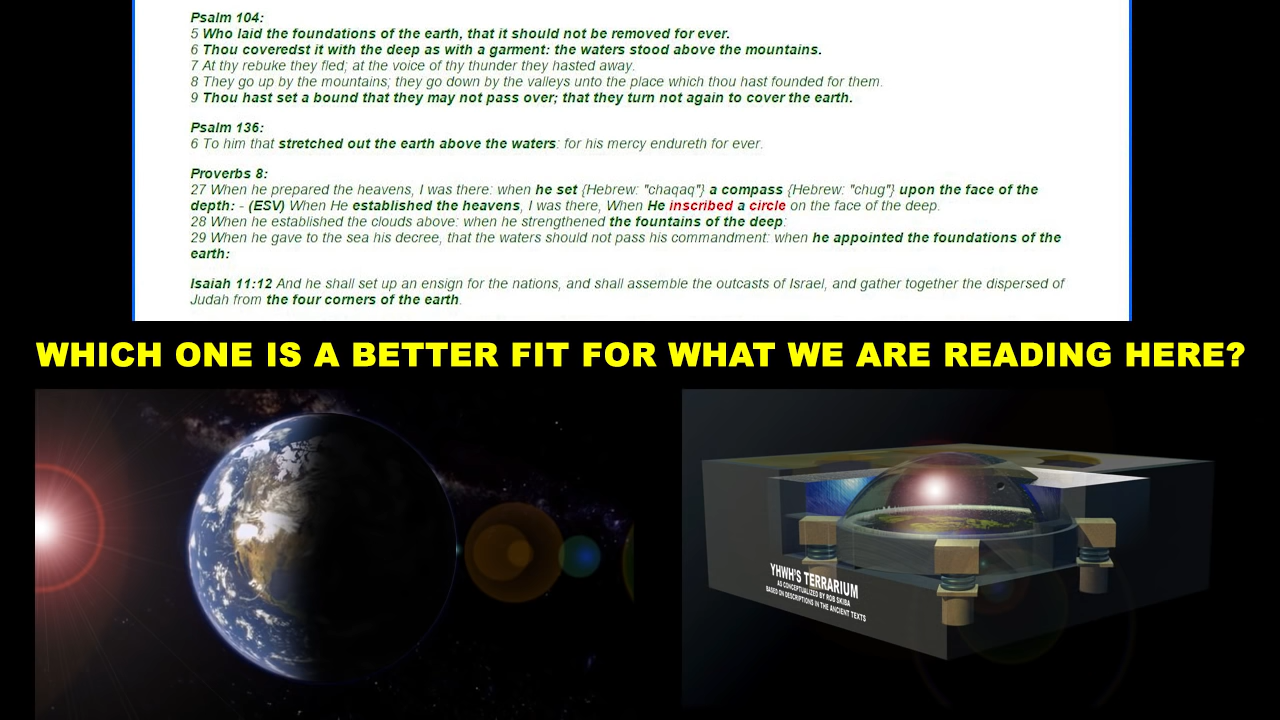 Psalm 104:
5 Who laid the foundations of the earth, that it should not be removed for ever.
6 Thou coveredst it with the deep as with a garment: the waters stood above the mountains.
7 At thy rebuke they fled; at the voice of thy thunder they hasted away.
8 They go up by the mountains; they go down by the valleys unto the place which thou hast founded for them.
9 Thou hast set a bound that they may not pass over; that they turn not again to cover the earth.
Psalm 136:
6 To him that stretched out the earth above the waters: for his mercy endureth for ever.
Proverbs 8:
27 When he prepared the heavens, I was there: when he set {Hebrew: "chaqaq"} a compass {Hebrew: "chug"} upon the face of the
depth: - (ESV) When He established the heavens, I was there, When He inscribed a circle on the face of the deep.
28 When he established the clouds above: when he strengthened the fountains of the deep:
29 When he gave to the sea his decree, that the waters should not pass his commandment: when he appointed the foundations of the
earth:
Isaiah 11:12 And he shall set up an ensign for the nations, and shall assemble the outcasts of Israel, and gather together the dispersed of
Judah from the four corners of the earth.
WHICH ONE IS A BETTER FIT FOR WHAT WE ARE READING HERE?
YHWH'S TERRARIUM
AS CONCEPTUALIZED BY ROB SKIBA
BASED ON DESCRIPTIONS IN THE ANCIENT TEXTS